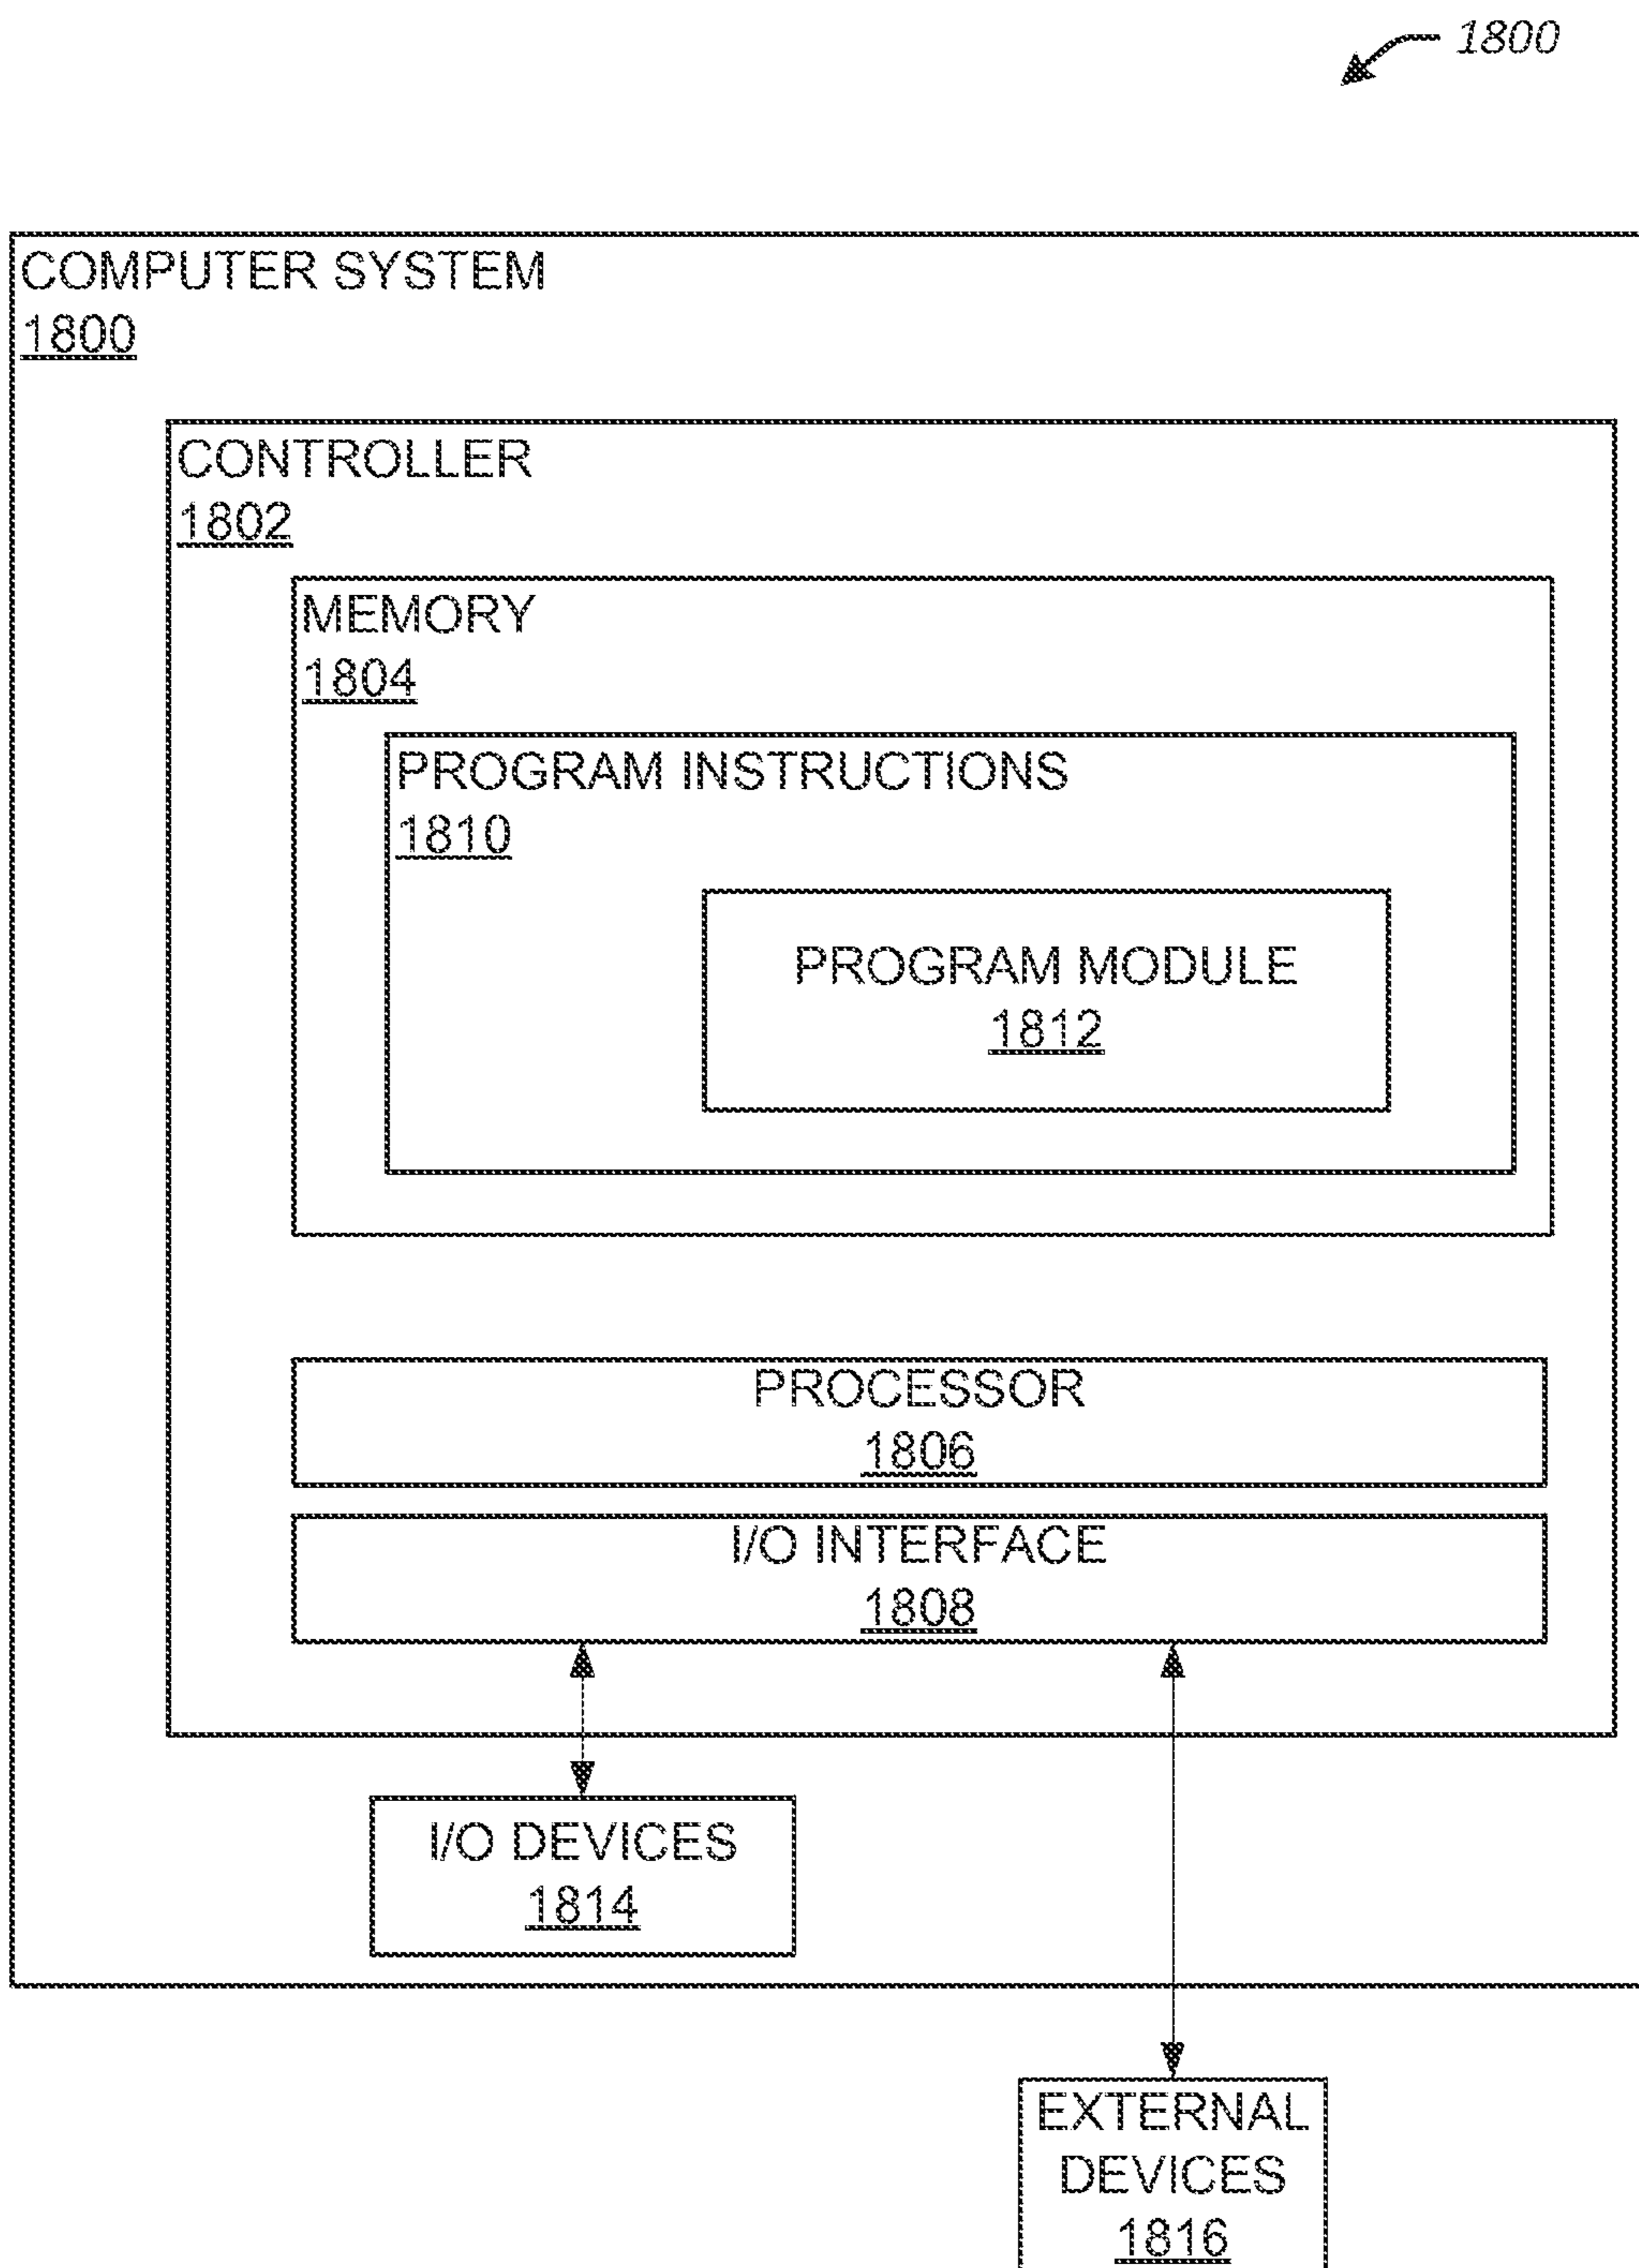 1800
COMPUTER SYSTEM
1800
CONTROLLER
1802
MEMORY
1804
PROGRAM INSTRUCTIONS
1810
PROGRAM MODULE
1812
PROCESSOR
1806
I/O INTERFACE
1808
I/O DEVICES
1814
EXTERNAL
DEVICES
1816